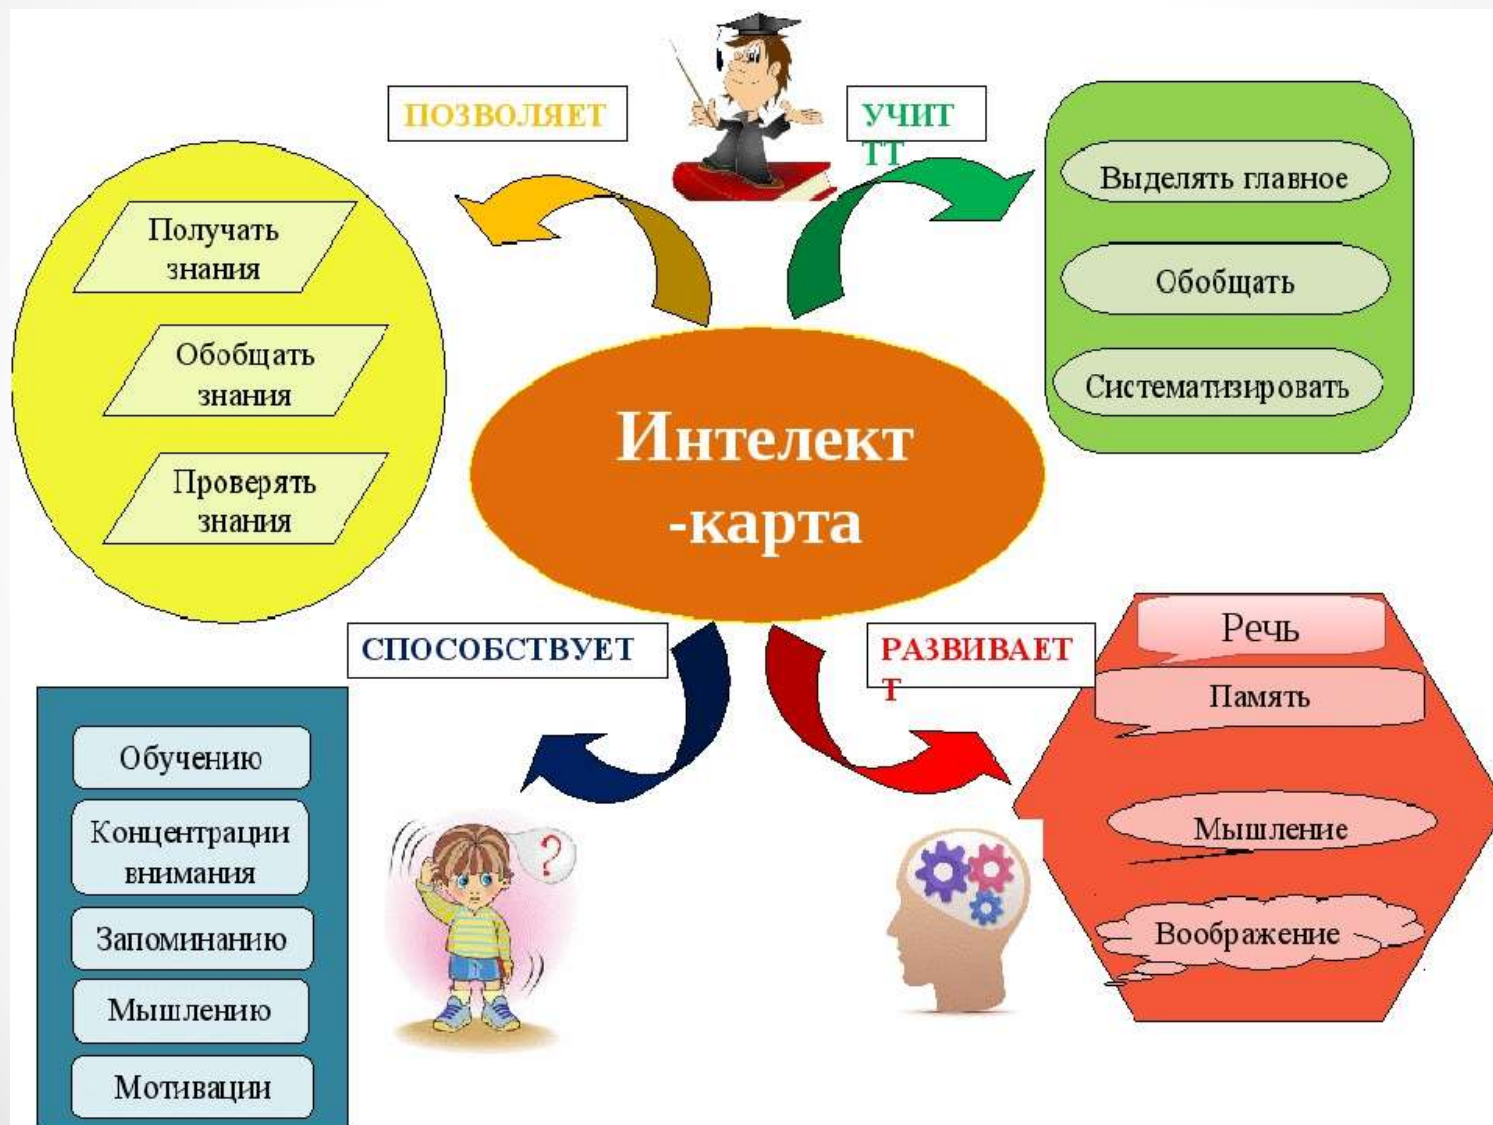 ПОЗВОЛЯЕТ
УЧИТ
ТТ
Получать
знания
Обобщать
знания
Проверять
знания
Выделять главное
Обобщать
Систематизировать
Интелект
-карта
СПОСОБСТВУЕТ
РАЗВИВАЕТ
Т
Обучению
Концентрации
внимания
Запоминанию
Мышлению
Мотивации
?
Речь
Память
Мышление
Воображение